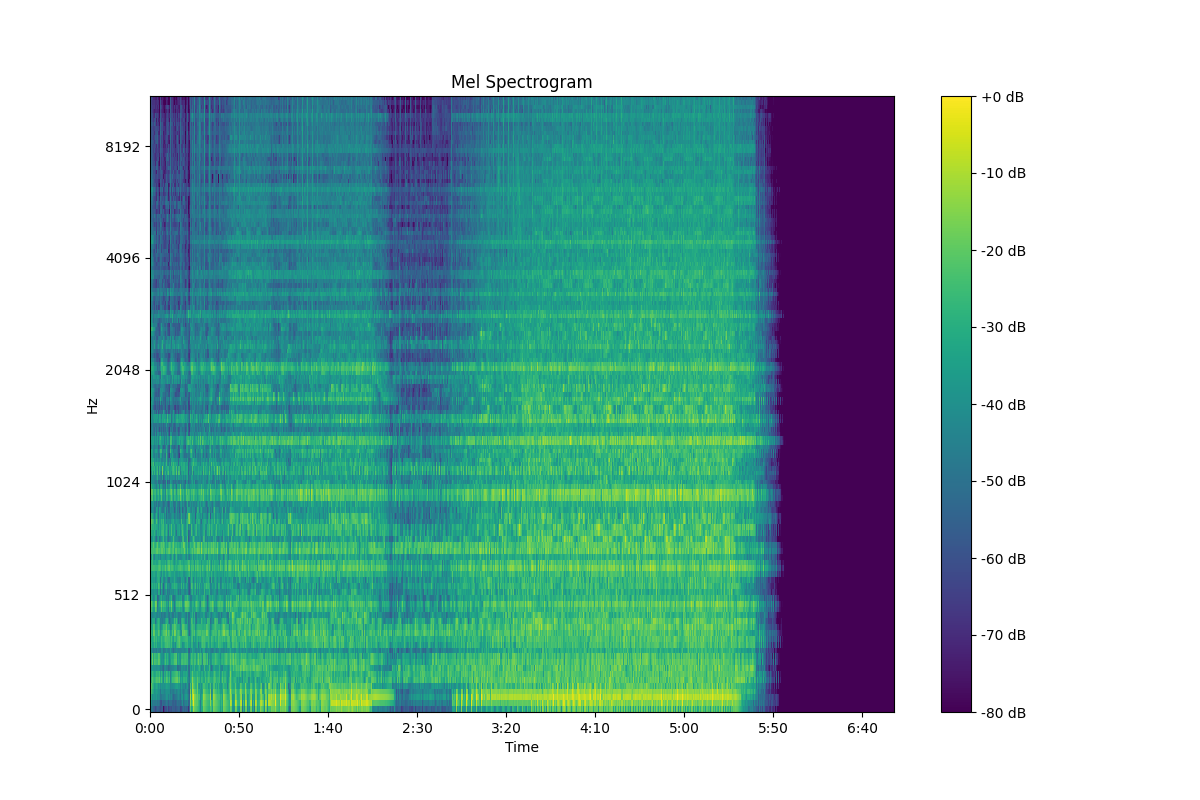 Mel Spectrogram
+0 dB
8192
-10 dB
-20 dB
4096
-30 dB
2048
-40 dB
Hz
1024
-50 dB
-60 dB
512
-70 dB
0
-80 dB
0:00 0:50 1:40 2:30 3:20 4:10 5:00 5:50 6:40
Time